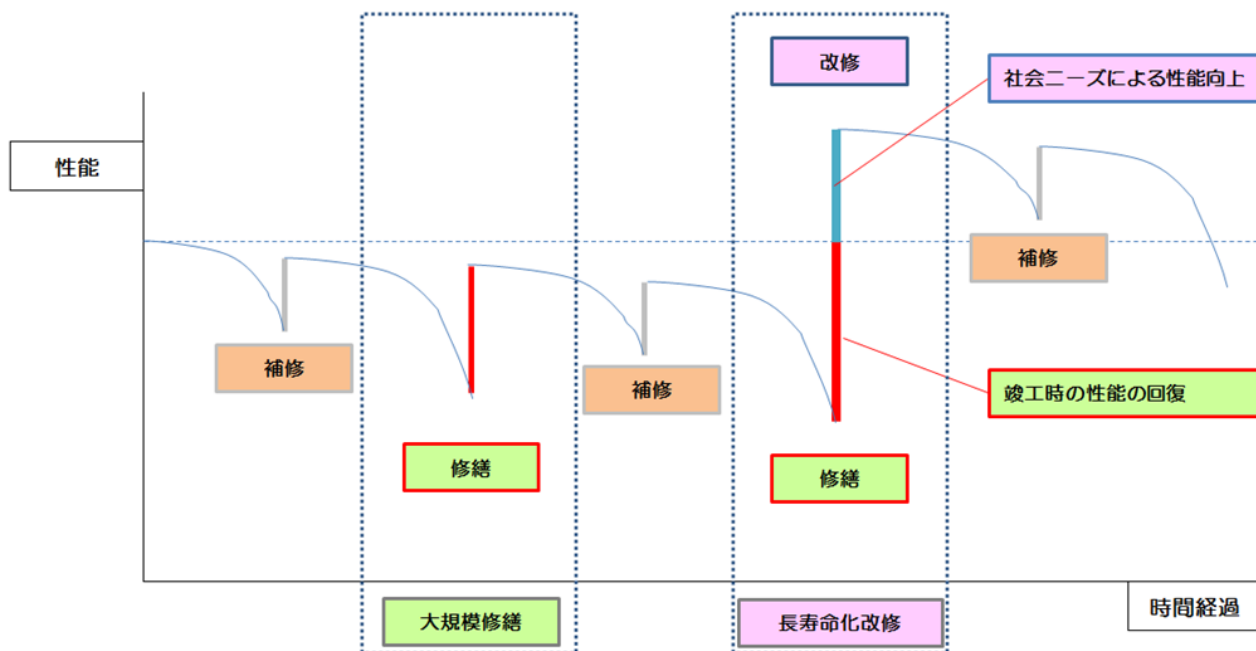 改修
社会ニーズによる性能向上
性能
補修
補修
補修
竣工時の性能の回復
修繕
修繕
大規模修繕
長寿命化改修
時間経過